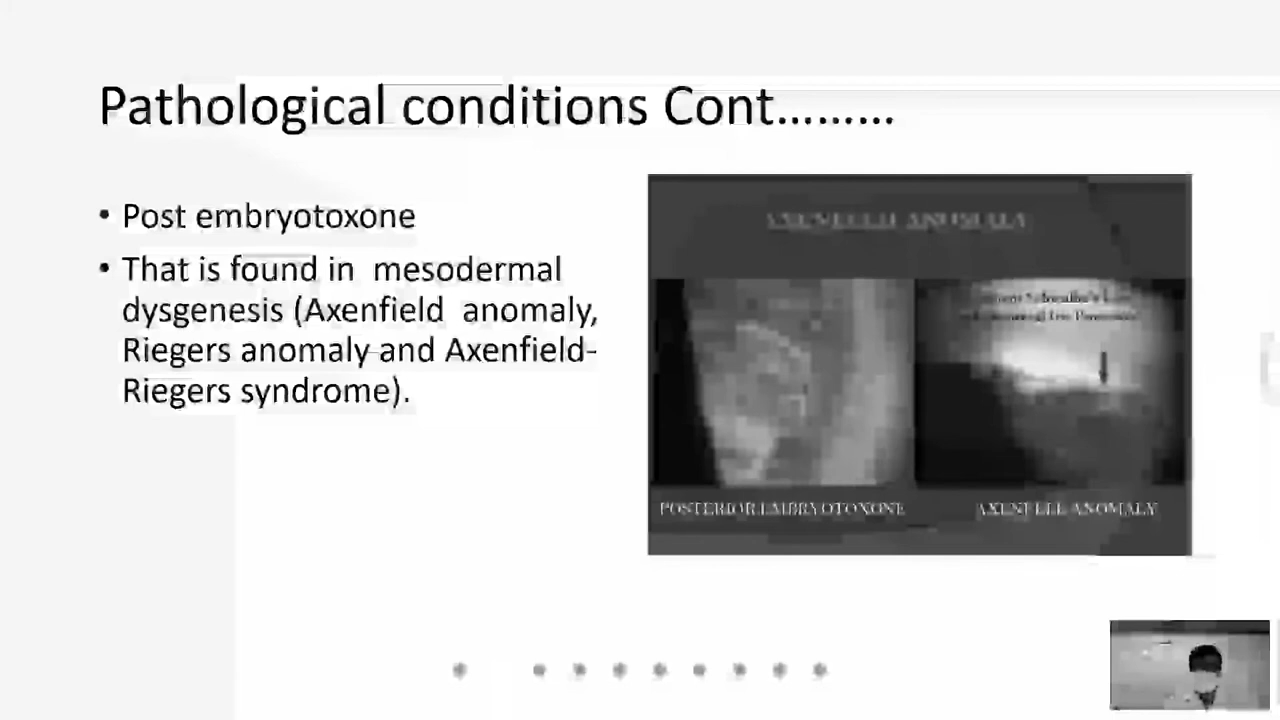 Pathological conditions Cont………
• Post embryotoxone
• That is found in mesodermal
dysgenesis (Axenfield anomaly,
Riegers anomaly and Axenfield-
Riegers syndrome).
ANOMALY
POSTERIOR EMBRYOTOXONE
ANOMALY